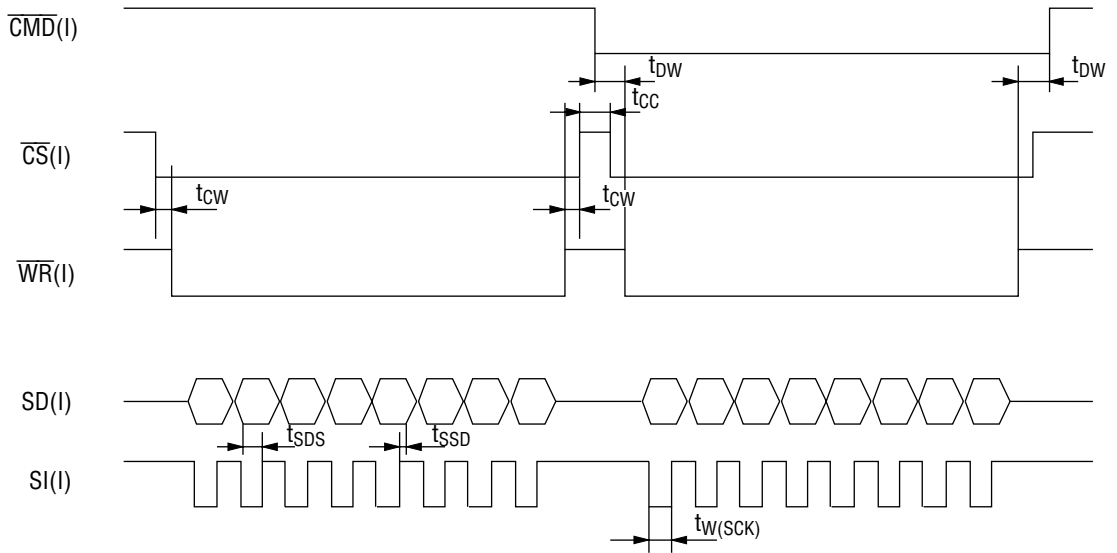 CMD(I)
tDW
tDW
tCC
CS(I)
tCW
tCW
WR(I)
SD(I)
tSDS
tSSD
SI(I)
tW(SCK)